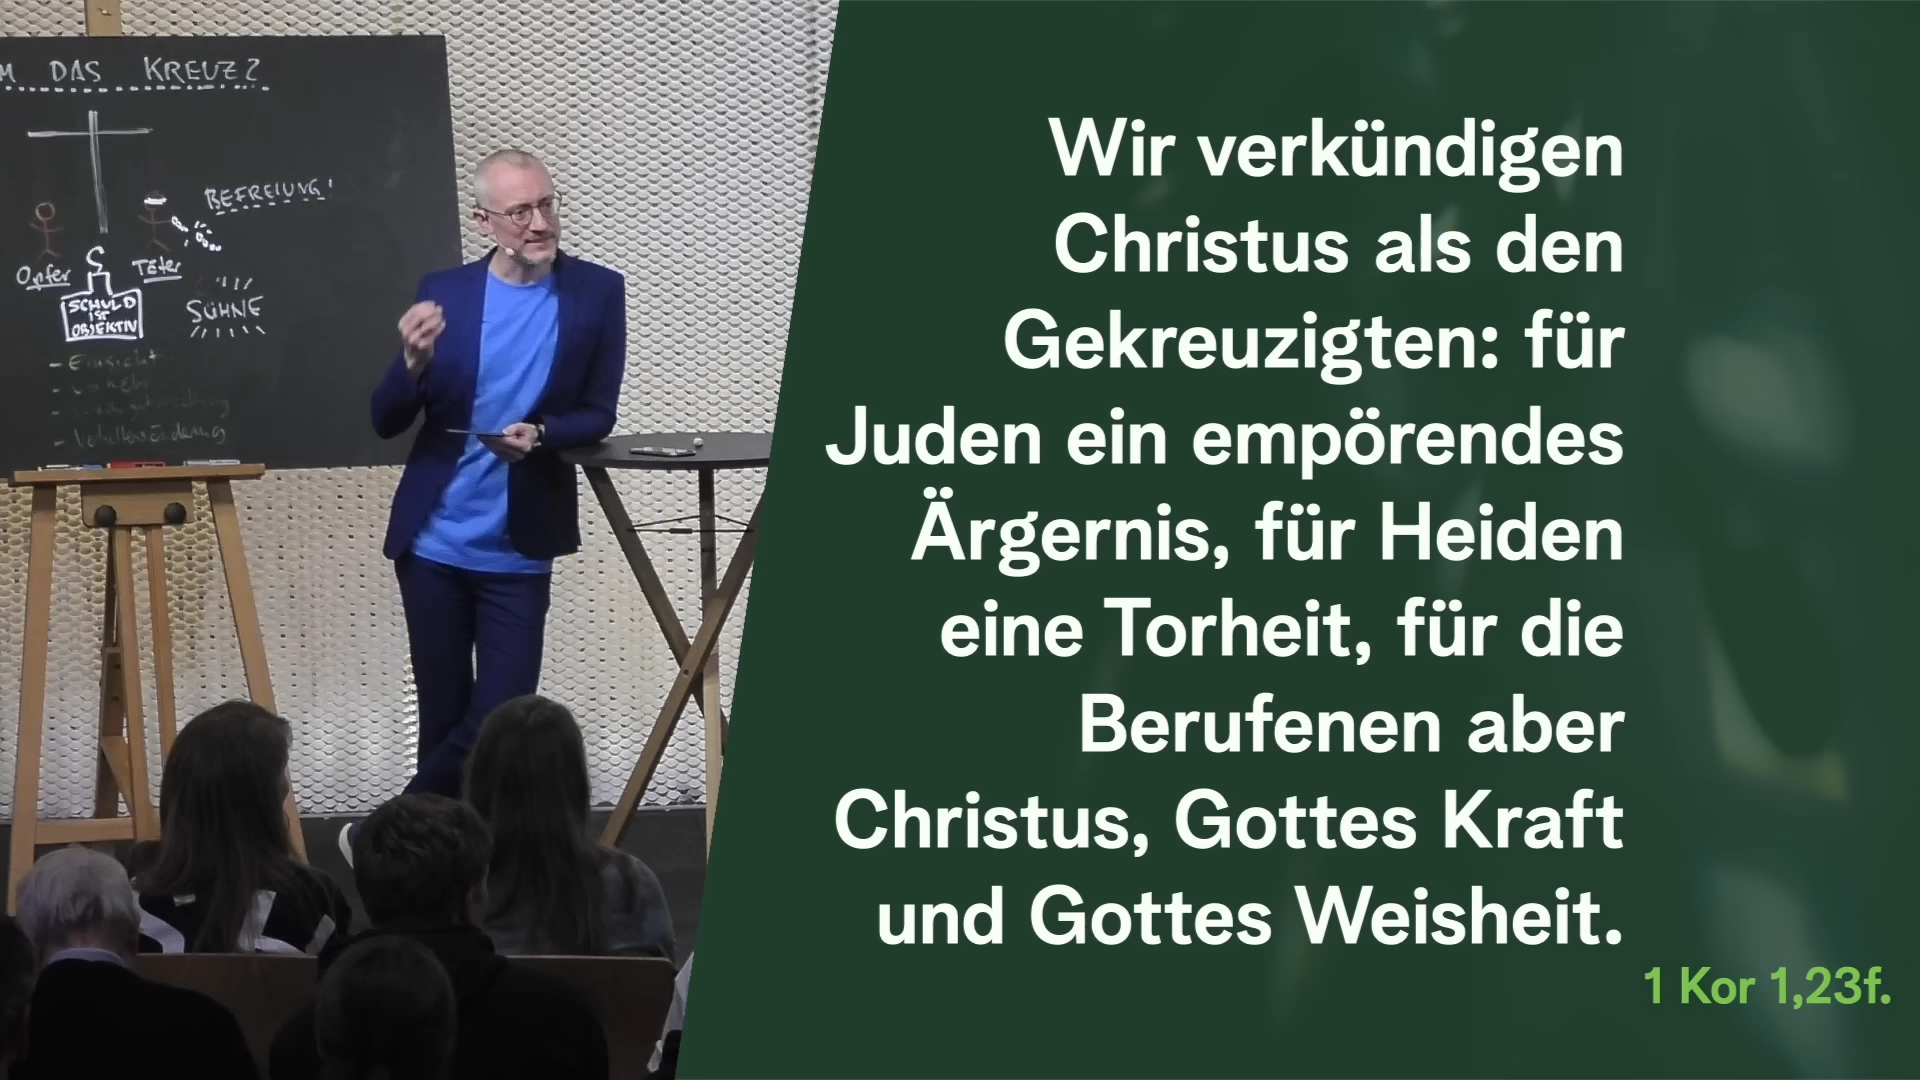 DAS KREUZ?
BEFREIUNG!
Opfer
Täter
SCHULD
IST
OBJEKTIV
SÜHNE
- Einsicht
Wir verkündigen
Christus als den
Gekreuzigten: für
Juden ein empörendes
Ärgernis, für Heiden
eine Torheit, für die
Berufenen aber
Christus, Gottes Kraft
und Gottes Weisheit.
1 Kor 1,23f.